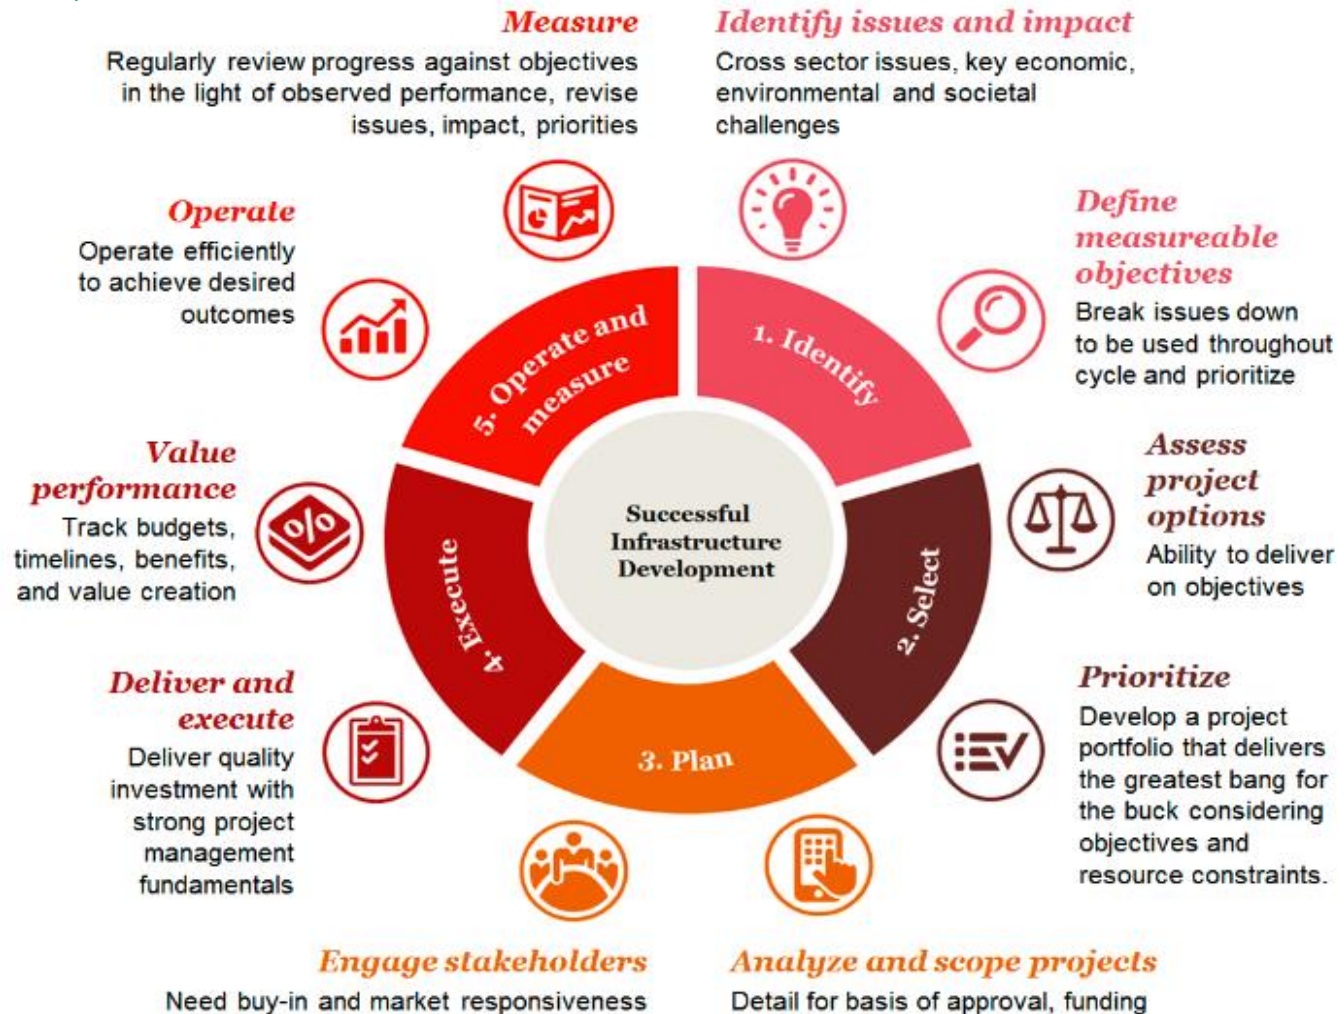 Measure
Regularly review progress against objectives
in the light of observed performance, revise
issues, impact, priorities
Identify issues and impact
Cross sector issues, key economic,
environmental and societal
challenges
Operate
Operate efficiently
to achieve desired
outcomes
Define
measureable
objectives
Break issues down
to be used throughout
cycle and prioritize
5. Operate and
measure
1. Identify
Value
performance
Track budgets,
timelines, benefits,
and value creation
%
Successful
Infrastructure
Development
Assess
project
options
Ability to deliver
on objectives
4. Execute
2. Select
Deliver and
execute
Deliver quality
investment with
strong project
management
fundamentals
3. Plan
Prioritize
Develop a project
portfolio that delivers
the greatest bang for
the buck considering
objectives and
resource constraints.
Engage stakeholders
Need buy-in and market responsiveness
Analyze and scope projects
Detail for basis of approval, funding